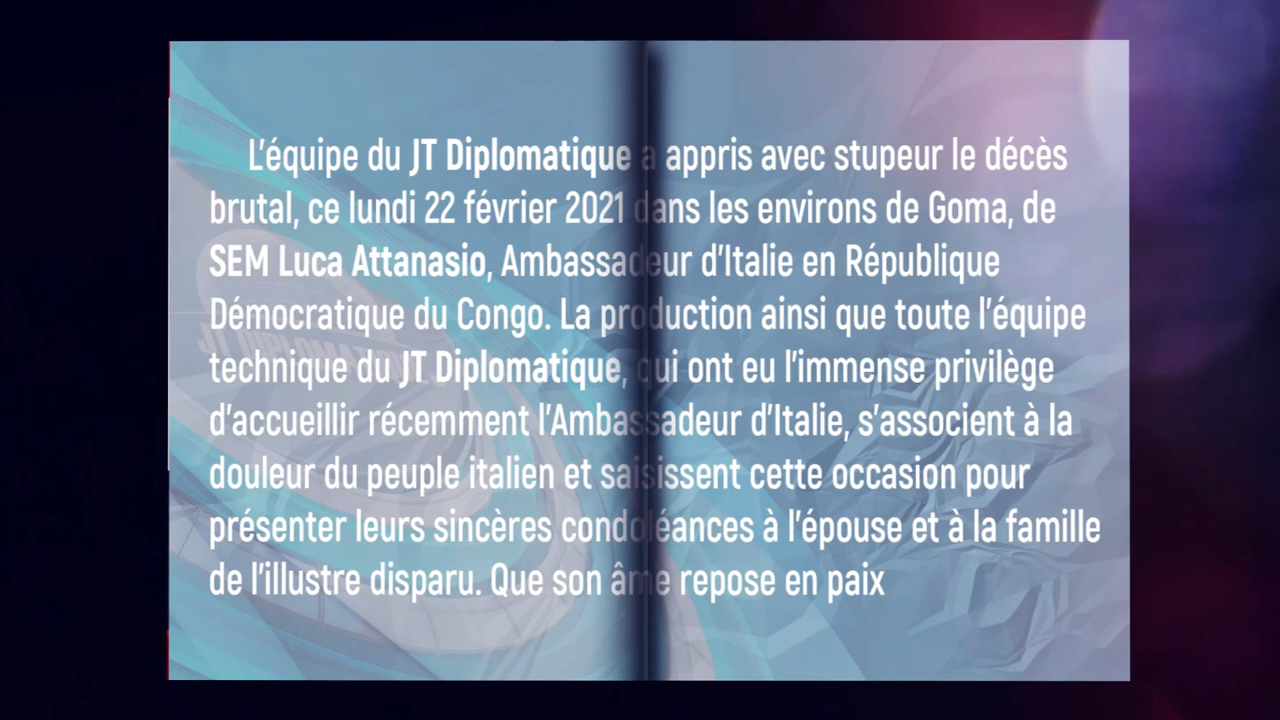 L'équipe du JT Diplomatique a appris avec stupeur le décès
brutal, ce lundi 22 février 2021 dans les environs de Goma, de
SEM Luca Attanasio, Ambassadeur d'Italie en République
Démocratique du Congo. La production ainsi que toute l'équipe
technique du JT Diplomatique, qui ont eu l'immense privilège
d'accueillir récemment l'Ambassadeur d'Italie, s'associent à la
douleur du peuple italien et saisissent cette occasion pour
présenter leurs sincères condoléances à l'épouse et à la famille
de l'illustre disparu. Que son âme repose en paix